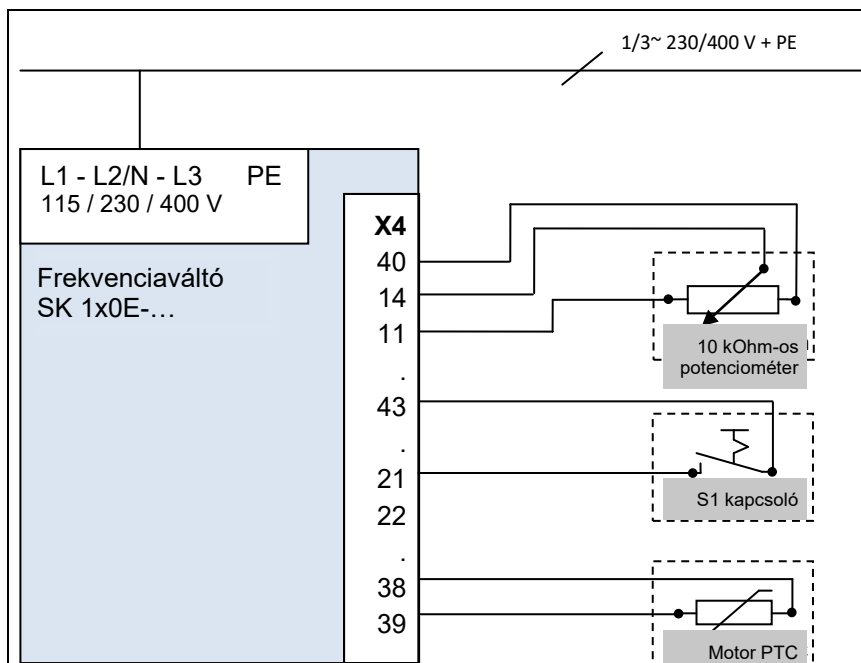 1/3~ 230/400 V + PE
L1 - L2/N - L3 PE
115 / 230 / 400 V
Frekvenciaváltó
SK 1x0E-…
X4
40
14
11
.
43
.
21
22
.
38
39
10 kOhm-os
potenciométer
S1 kapcsoló
Motor PTC